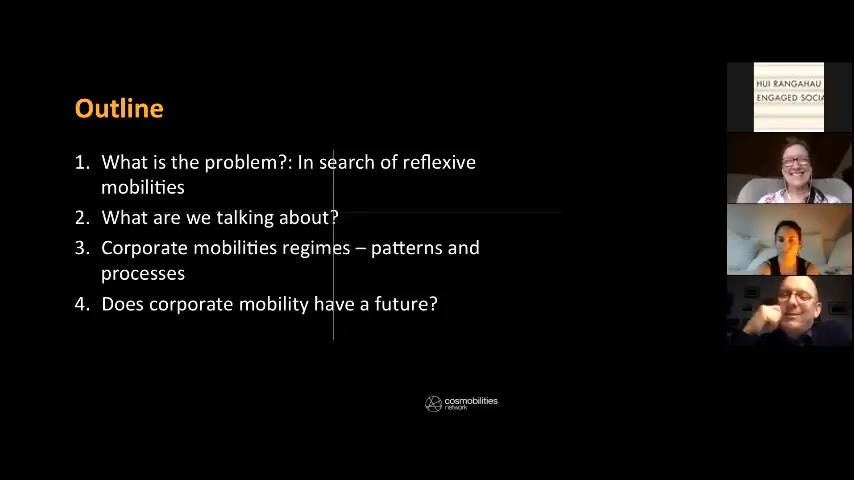 Outline
1. What is the problem?: In search of reflexive
mobilities
2. What are we talking about?
3. Corporate mobilities regimes – patterns and
processes
4. Does corporate mobility have a future?
cosmobilities
network
HUI RANGAHAU
ENGAGED SOCIA